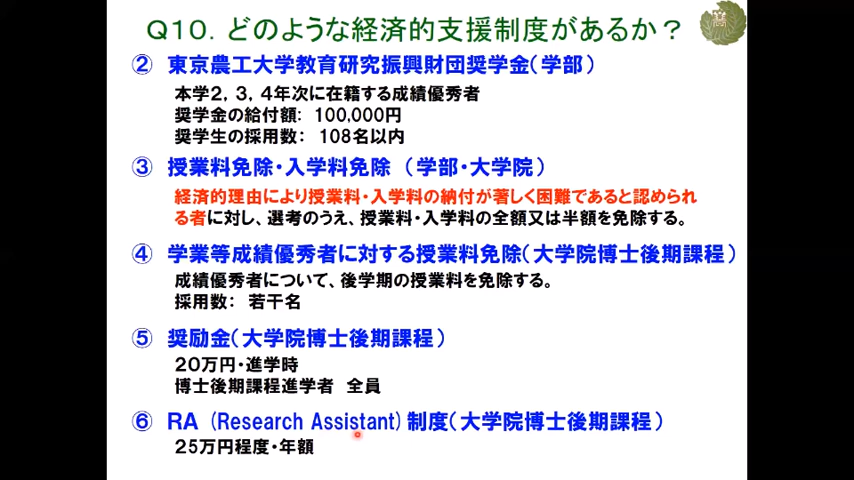 Q10. どのような経済的支援制度があるか？
② 東京農工大学教育研究振興財団奨学金（学部）
本学2, 3, 4年次に在籍する成績優秀者
奨学金の給付額: 100,000円
奨学生の採用数: 108名以内
③ 授業料免除・入学料免除 （学部・大学院）
経済的理由により授業料・入学料の納付が著しく困難であると認められ
る者に対し、選考のうえ、授業料・入学料の全額又は半額を免除する。
④ 学業等成績優秀者に対する授業料免除（大学院博士後期課程）
成績優秀者について、後学期の授業料を免除する。
採用数: 若干名
⑤ 奨励金（大学院博士後期課程）
20万円・進学時
博士後期課程進学者 全員
⑥ RA (Research Assistant) 制度（大学院博士後期課程）
25万円程度・年額